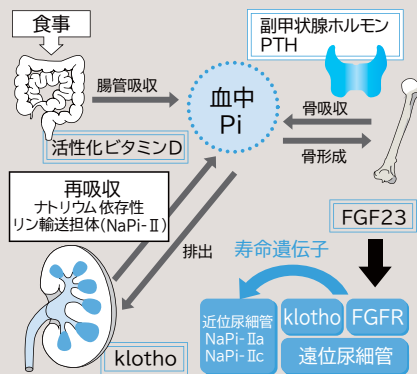 食事
腸管吸収
活性化ビタミンD
血中
Pi
副甲状腺ホルモン
PTH
骨吸収
骨形成
再吸収
ナトリウム依存性
リン輸送担体(NaPi-Ⅱ)
排出
klotho
FGF23
寿命遺伝子
近位尿細管
NaPi-Ⅱa
NaPi-Ⅱc
klotho
FGFR
遠位尿細管